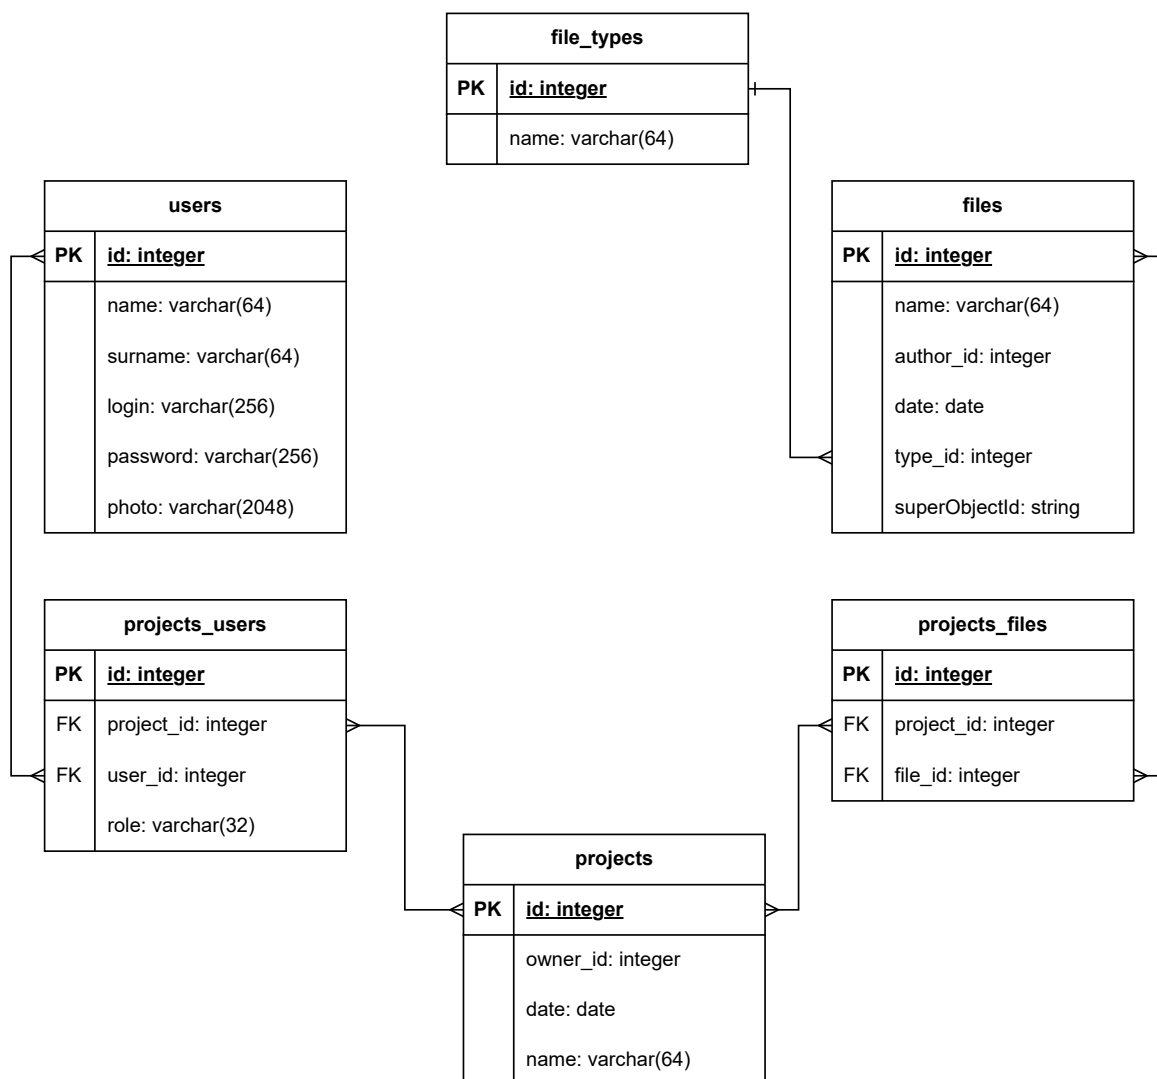 file_types
PK id: integer
name: varchar(64)
users
PK id: integer
name: varchar(64)
surname: varchar(64)
login: varchar(256)
password: varchar(256)
photo: varchar(2048)
files
PK id: integer
name: varchar(64)
author_id: integer
date: date
type_id: integer
superObjectId: string
projects_users
PK id: integer
FK project_id: integer
FK user_id: integer
role: varchar(32)
projects_files
PK id: integer
FK project_id: integer
FK file_id: integer
projects
PK id: integer
owner_id: integer
date: date
name: varchar(64)